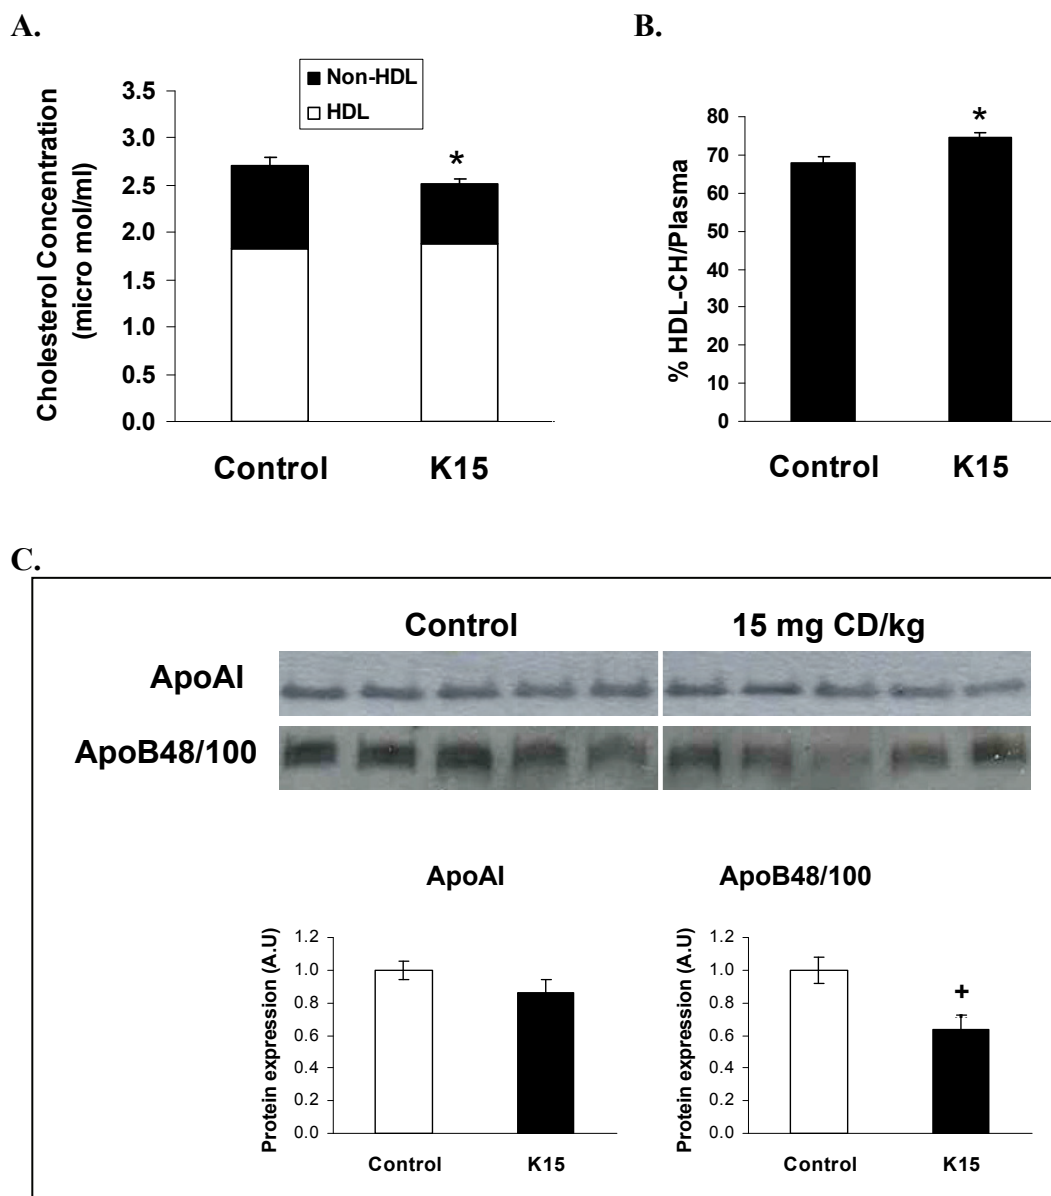 A.
Non-HDL
HDL
Cholesterol Concentration
(micro mol/ml)
3.5
3.0
2.5
2.0
1.5
1.0
0.5
0.0
*
Control K15
B.
% HDL-CH/Plasma
80
70
60
50
40
30
20
10
0
*
Control K15
C.
Control 15 mg CD/kg
ApoAI
ApoB48/100
ApoAI
Protein expression (A.U)
1.2
1.0
0.8
0.6
0.4
0.2
0.0
Control K15
ApoB48/100
Protein expression (A.U)
1.2
1.0
0.8
0.6
0.4
0.2
0.0
+
Control K15